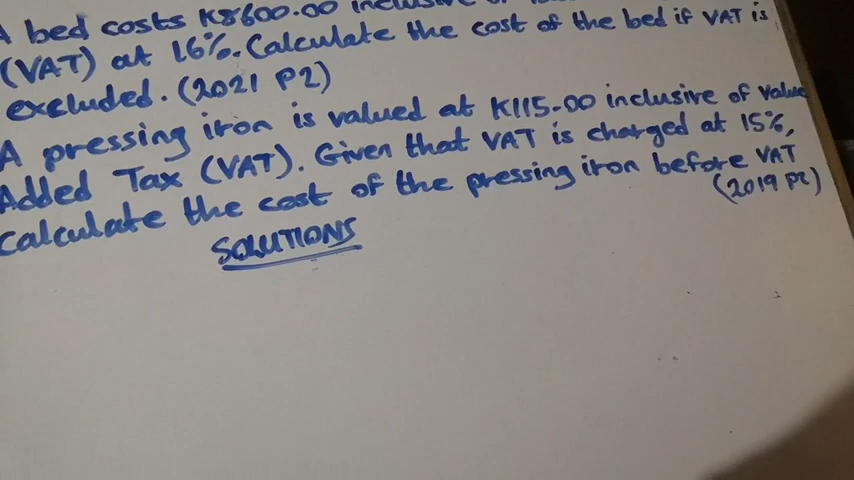 A bed costs K8600.00 inclusive of
(VAT) at 16%. Calculate the cost of the bed if VAT is
excluded. (2021 P2)
A pressing iron is valued at K115.00 inclusive of Value
Added Tax (VAT). Given that VAT is charged at 15%,
Calculate the cost of the pressing iron before VAT
(2019 P2)
SOLUTIONS